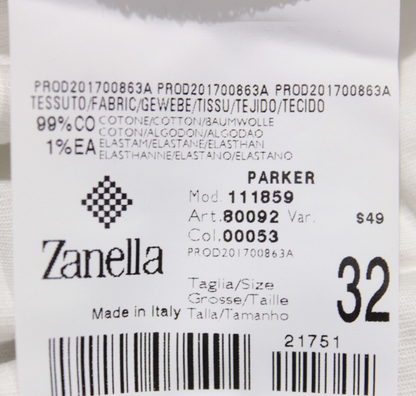 PROD201700863A PROD201700863A PROD201700863A
TESSUTO/FABRIC/GEWEBE/TISSU/TEJIDO/TECIDO
99%CO COTONE/COTTON/BAUMWOLLE
COTON/ALGODON/ALGODAO
1%EA ELASTAM/ELASTANE/ELASTHAN
ELASTHANNE/ELASTANO/ELASTANO
PARKER
Mod. 111859
Art.80092 Var. $49
Col.00053
PROD201700863A
Zanella
Taglia/Size
Grosse/Taille
Made in Italy Talla/Tamanho
32
21751